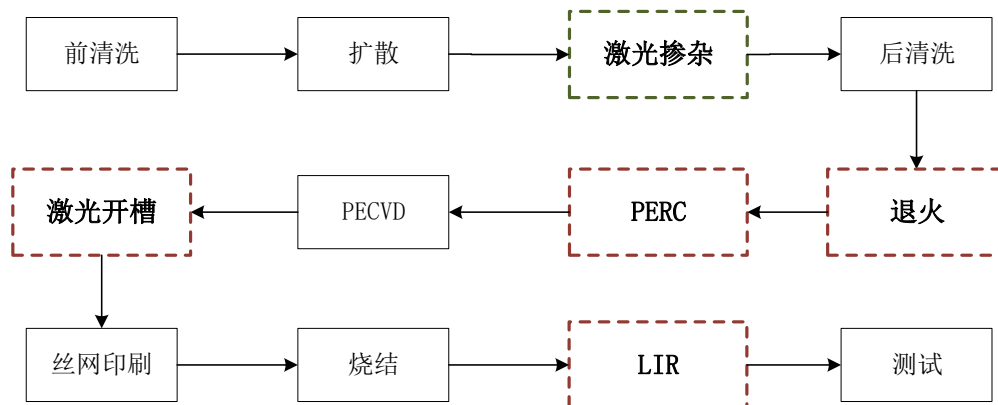 前清洗
扩散
激光掺杂
后清洗
激光开槽
PECVD
PERC
退火
丝网印刷
烧结
LIR
测试